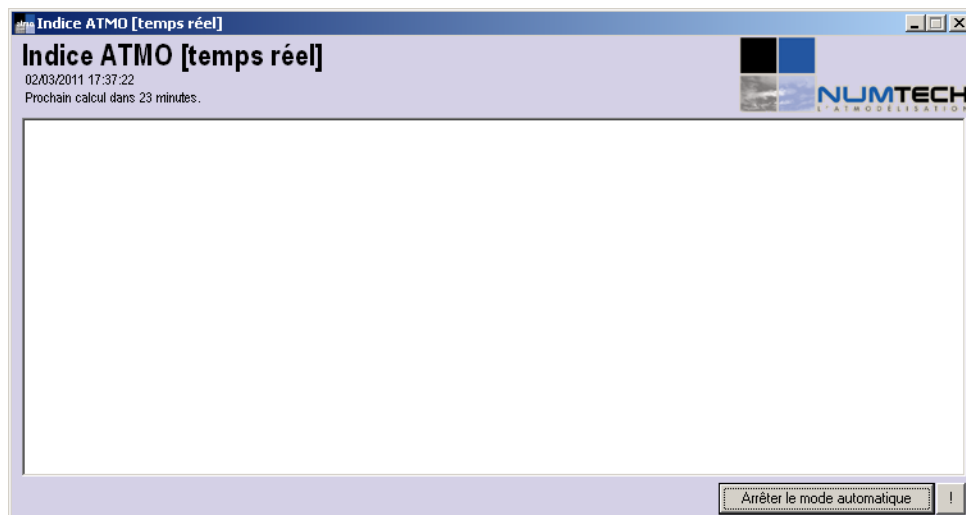 Indice ATMO [temps réel]
Indice ATMO [temps réel]
02/03/2011 17:37:22
Prochain calcul dans 23 minutes.
NUMTECH
L'ATMODÉLISATION
Arrêter le mode automatique
!